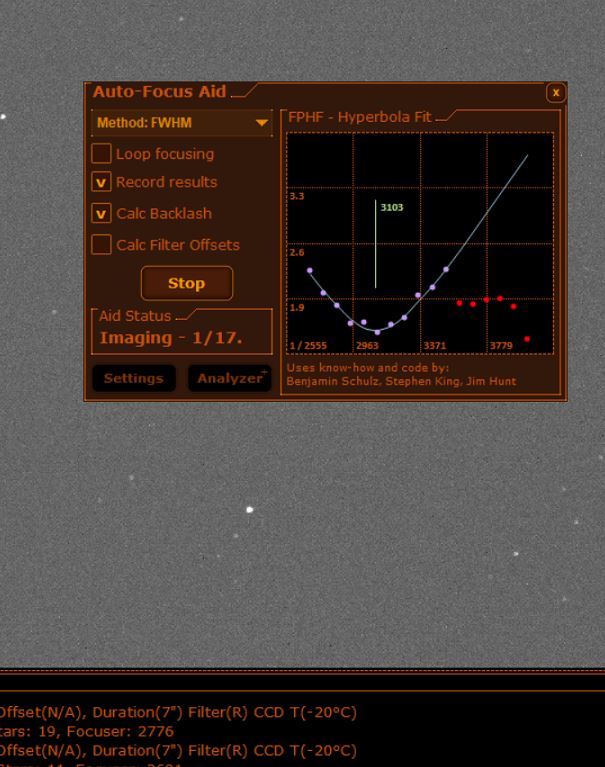 Auto-Focus Aid
x
Method: FWHM
Loop focusing
v Record results
v Calc Backlash
Calc Filter Offsets
Stop
Aid Status
Imaging - 1/17.
Settings
Analyzer+
FPHF - Hyperbola Fit
3103
3.3
2.6
1.9
1 / 2555 2963 3371 3779
Uses know-how and code by:
Benjamin Schulz, Stephen King, Jim Hunt
Offset(N/A), Duration(7") Filter(R) CCD T(-20ºC)
tars: 19, Focuser: 2776
Offset(N/A), Duration(7") Filter(R) CCD T(-20ºC)